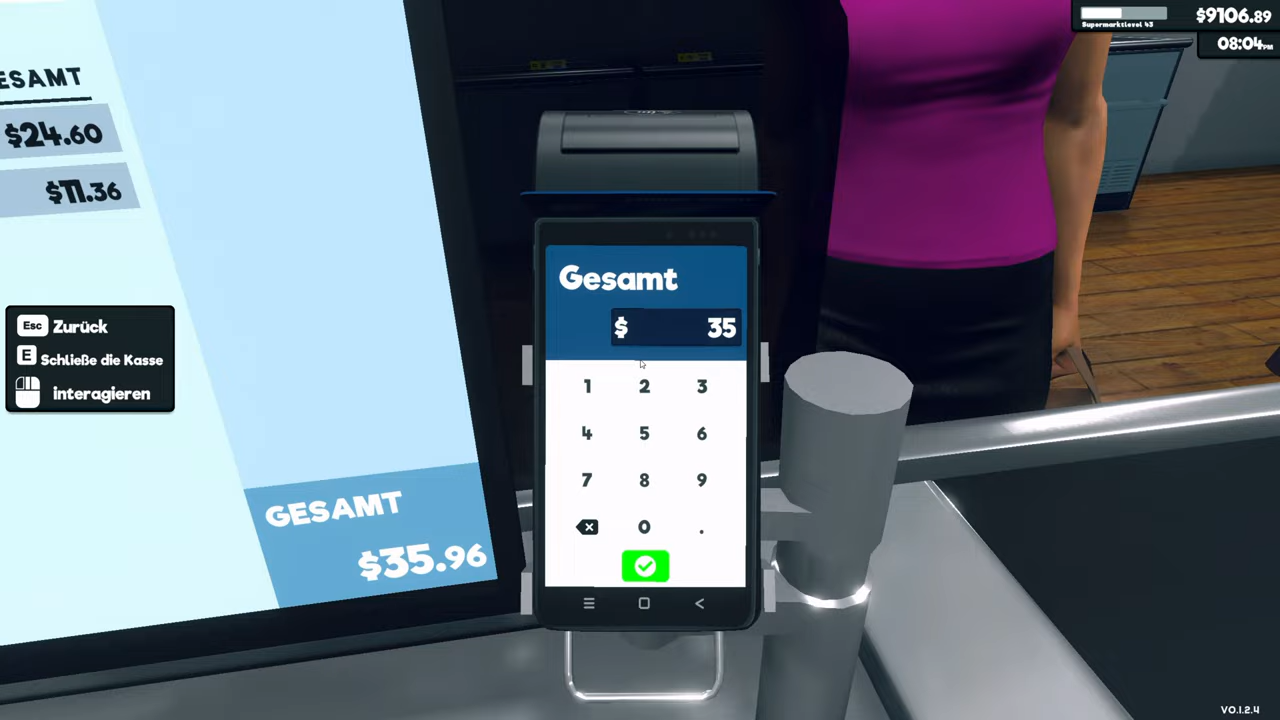 $9106.89
Supermarktlevel 43
08:04PM
ESAMT
$24.60
$11.36
Gesamt
$ 35
Esc Zurück
E Schließe die Kasse
interagieren
1 2 3
4 5 6
7 8 9
0 .
GESAMT
$35.96
V0.1.2.4